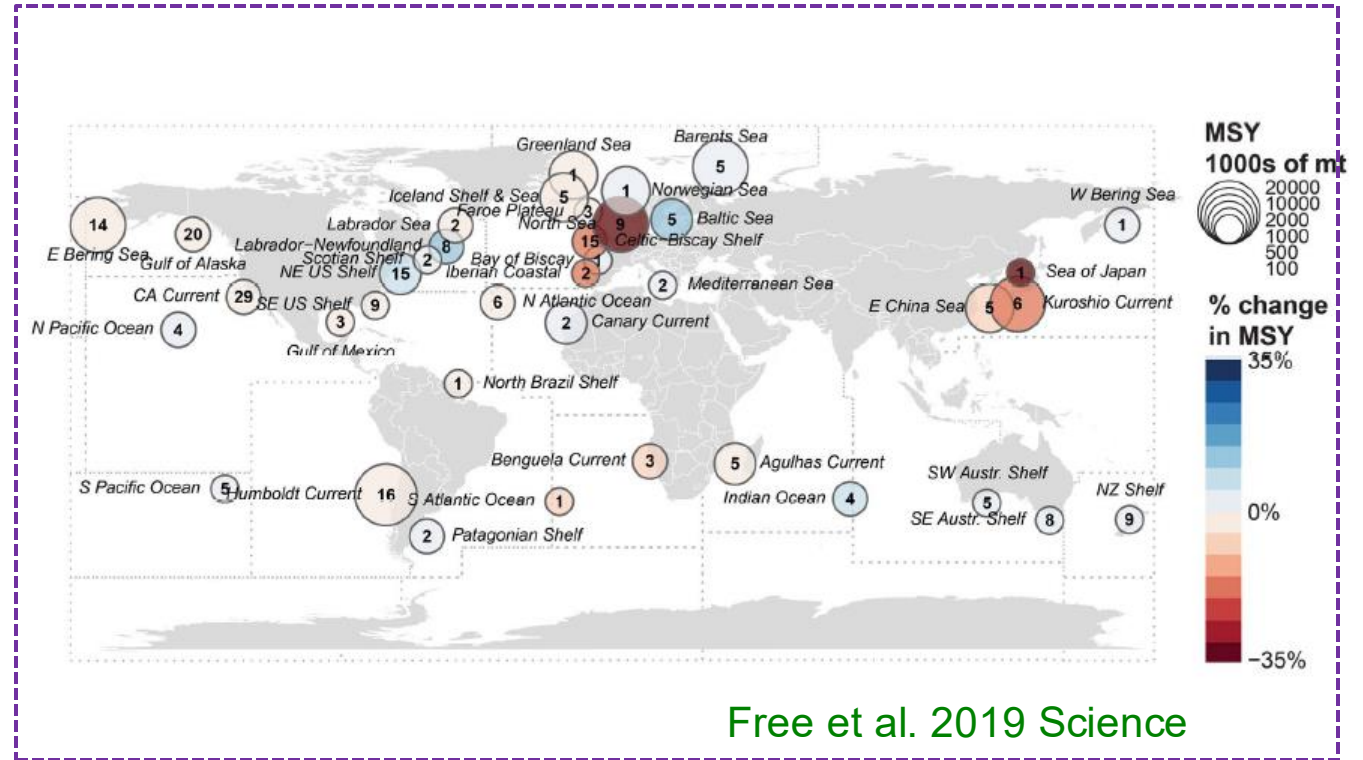 MSY
1000s of mt
20000
10000
2000
1000
500
100
% change
in MSY
35%
0%
−35%
Greenland Sea
1
Barents Sea
5
Iceland Shelf & Sea
5
1
Norwegian Sea
W Bering Sea
1
Faroe Plateau
3
14
E Bering Sea
20
Gulf of Alaska
Labrador Sea
2
North Sea
9
5
Baltic Sea
Labrador−Newfoundland
8
15
Celtic−Biscay Shelf
Scotian Shelf
2
Bay of Biscay
NE US Shelf
15
Iberian Coastal
2
1
Sea of Japan
2
Mediterranean Sea
CA Current
29
SE US Shelf
9
6
N Atlantic Ocean
E China Sea
5
6
Kuroshio Current
N Pacific Ocean
4
3
Gulf of Mexico
2
Canary Current
1
North Brazil Shelf
Benguela Current
3
5
Agulhas Current
SW Austr. Shelf
5
S Pacific Ocean
5
Humboldt Current
16
S Atlantic Ocean
1
Indian Ocean
4
NZ Shelf
9
SE Austr. Shelf
8
2
Patagonian Shelf
Free et al. 2019 Science